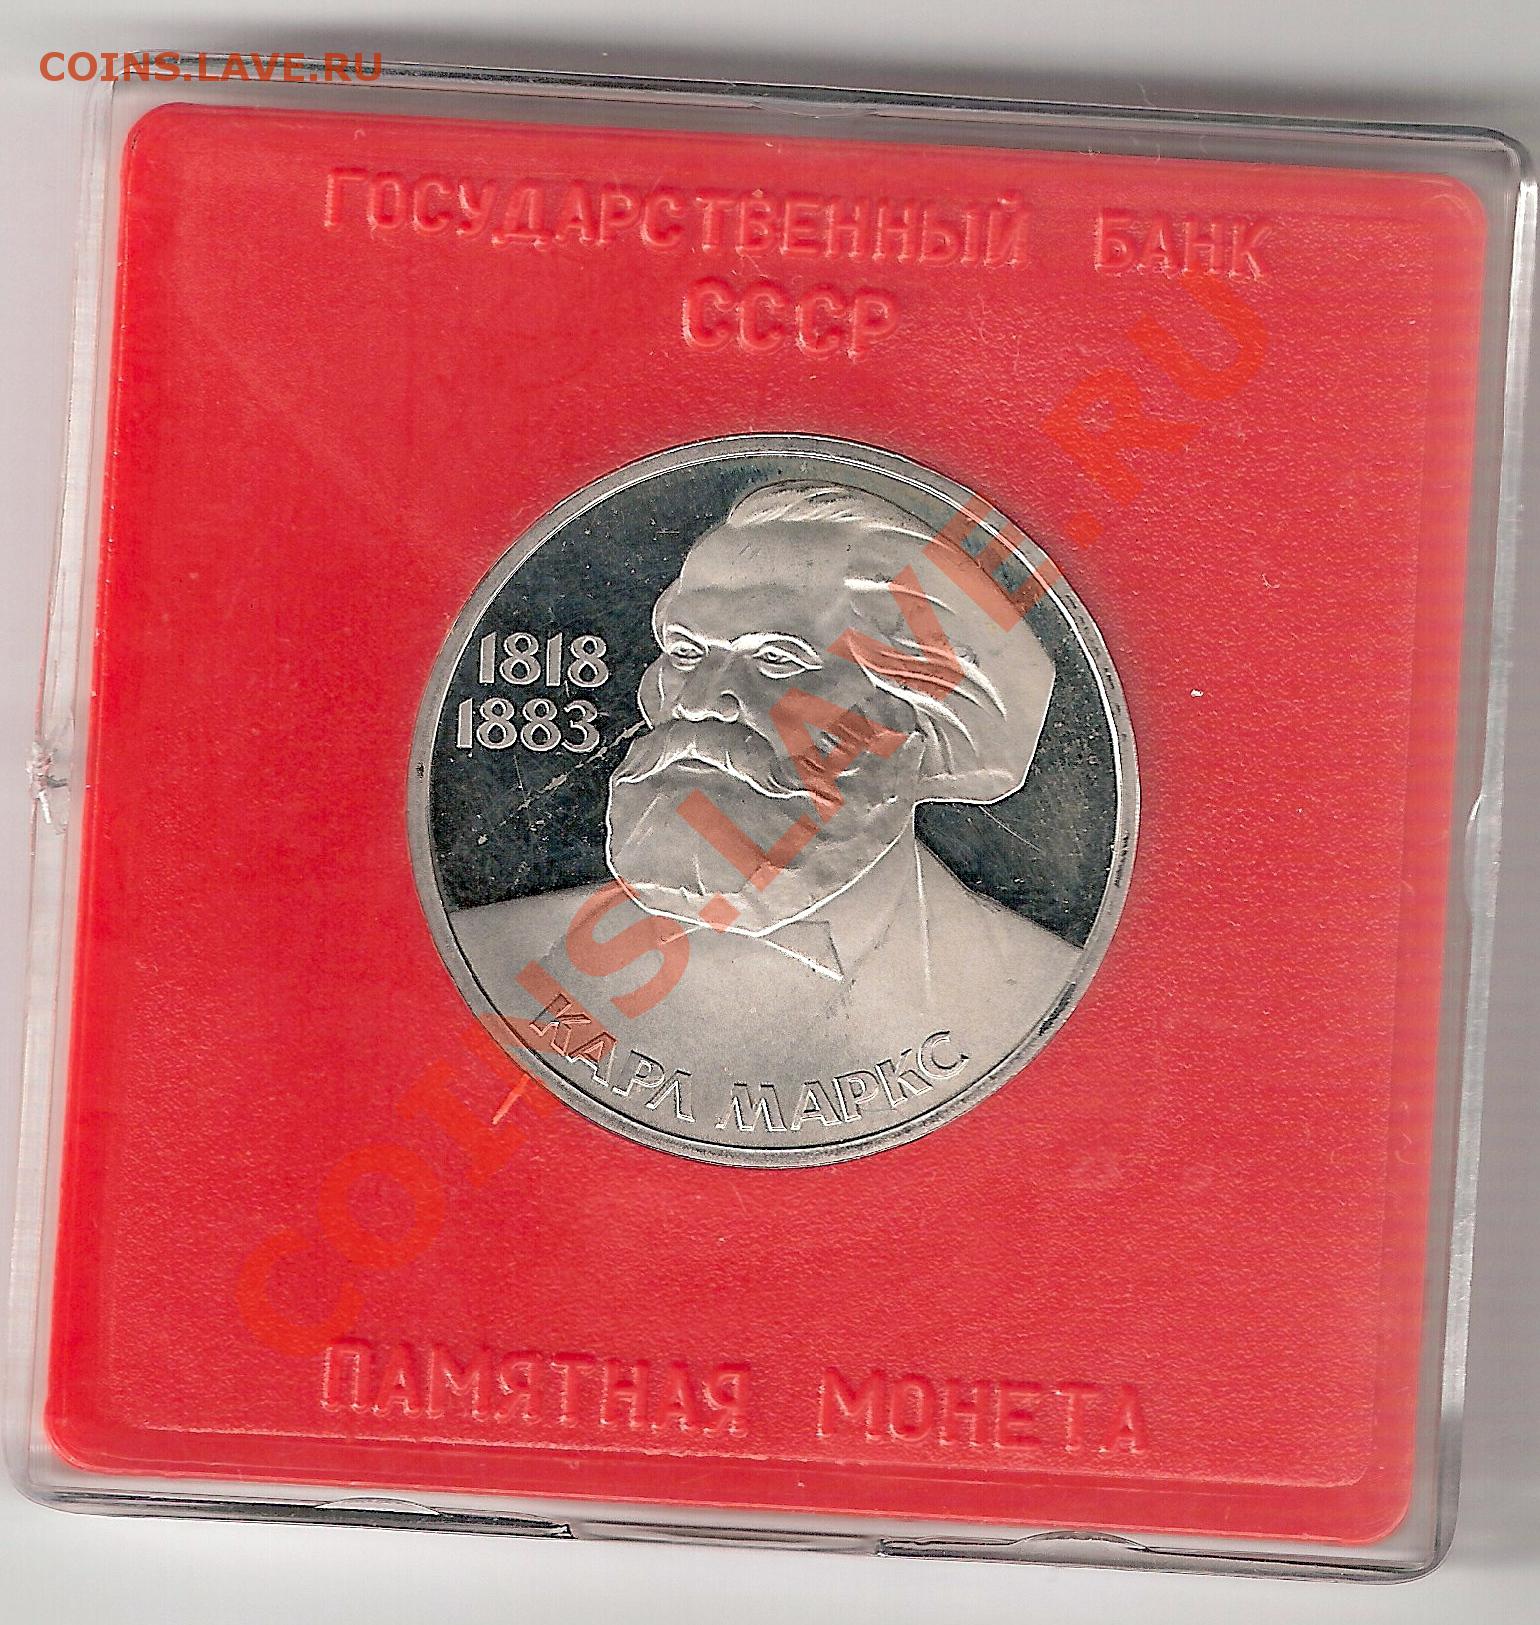 COINS.LAVE.RU
ГОСУДАРСТВЕННЫЙ БАНК
СССР
1818
1883
КАРЛ МАРКС
COINS.LAVE.RU
ПАМЯТНАЯ МОНЕТА